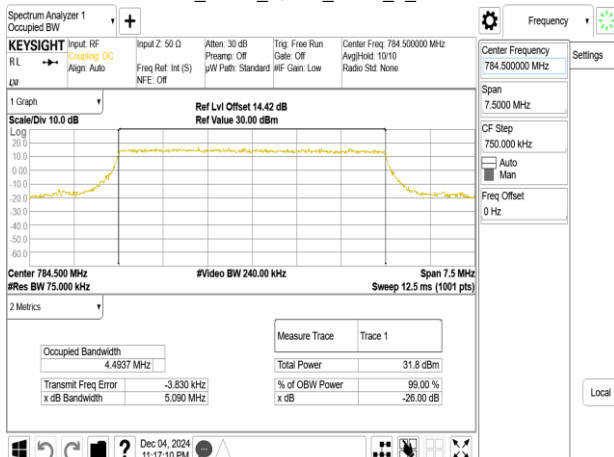 Spectrum Analyzer 1
Occupied BW
+
Frequency
KEYSIGHT
RL
Input: RF
Coupling: DC
Align: Auto
Input Z: 50 Ω
Freq Ref: Int (S)
NFE: Off
Atten: 30 dB
Preamp: Off
µW Path: Standard
Trig: Free Run
Gate: Off
#IF Gain: Low
Center Freq: 784.500000 MHz
Avg|Hold: 10/10
Radio Std: None
Center Frequency
784.500000 MHz
Settings
Span
7.5000 MHz
CF Step
750.000 kHz
Auto
Man
Freq Offset
0 Hz
Local
1 Graph
Scale/Div 10.0 dB
Ref Lvl Offset 14.42 dB
Ref Value 30.00 dBm
Log
20.0
10.0
0.00
-10.0
-20.0
-30.0
-40.0
-50.0
-60.0
Center 784.500 MHz
#Video BW 240.00 kHz
Span 7.5 MHz
#Res BW 75.000 kHz
Sweep 12.5 ms (1001 pts)
2 Metrics
Measure Trace Trace 1
Occupied Bandwidth
4.4937 MHz
Total Power 31.8 dBm
Transmit Freq Error -3.830 kHz
% of OBW Power 99.00 %
x dB Bandwidth 5.090 MHz
x dB -26.00 dB
?
Dec 04, 2024
11:17:10 PM